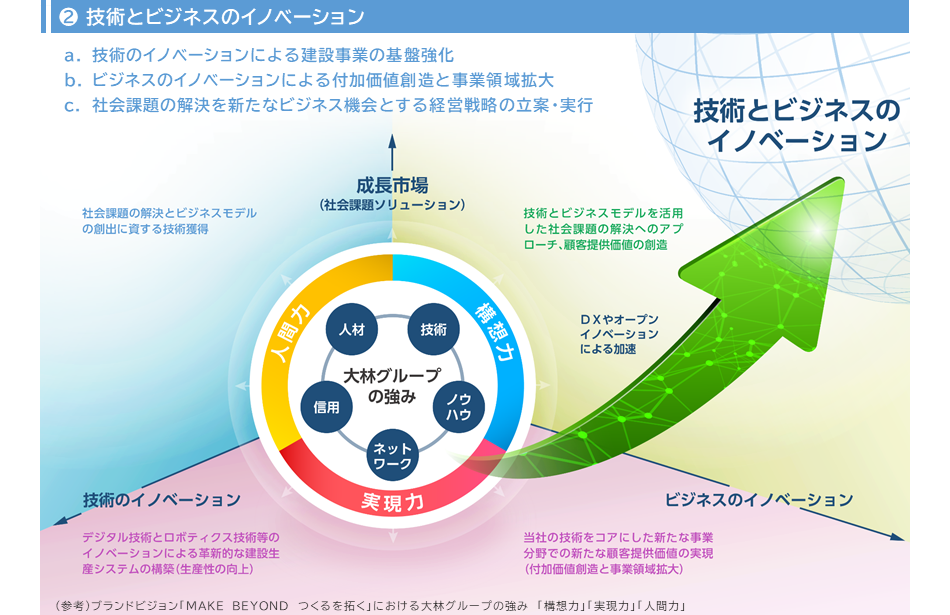 ❷ 技術とビジネスのイノベーション
a. 技術のイノベーションによる建設事業の基盤強化
b. ビジネスのイノベーションによる付加価値創造と事業領域拡大
c. 社会課題の解決を新たなビジネス機会とする経営戦略の立案・実行
技術とビジネスの
イノベーション
成長市場
（社会課題ソリューション）
社会課題の解決とビジネスモデル
の創出に資する技術獲得
技術とビジネスモデルを活用
した社会課題の解決へのアプ
ローチ、顧客提供価値の創造
人間力
構想力
実現力
人材
技術
大林グループ
の強み
信用
ノウ
ハウ
ネット
ワーク
DXやオープン
イノベーション
による加速
技術のイノベーション
ビジネスのイノベーション
デジタル技術とロボティクス技術等の
イノベーションによる革新的な建設生
産システムの構築（生産性の向上）
当社の技術をコアにした新たな事業
分野での新たな顧客提供価値の実現
（付加価値創造と事業領域拡大）
（参考）ブランドビジョン「MAKE BEYOND つくるを拓く」における大林グループの強み 「構想力」「実現力」「人間力」